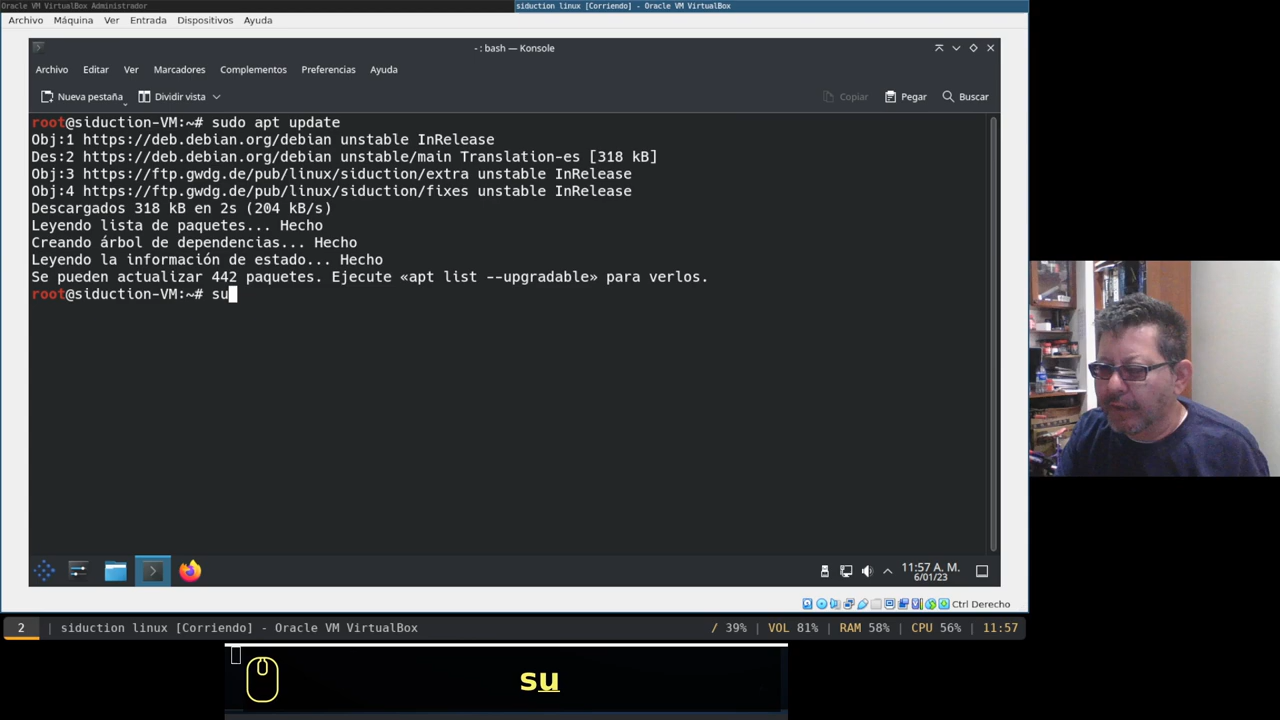 Oracle VM VirtualBox Administrador
siduction linux [Corriendo] - Oracle VM VirtualBox
Archivo Máquina Ver Entrada Dispositivos Ayuda
- : bash — Konsole
Archivo Editar Ver Marcadores Complementos Preferencias Ayuda
Nueva pestaña Dividir vista Copiar Pegar Buscar
root@siduction-VM:~# sudo apt update
Obj:1 https://deb.debian.org/debian unstable InRelease
Des:2 https://deb.debian.org/debian unstable/main Translation-es [318 kB]
Obj:3 https://ftp.gwdg.de/pub/linux/siduction/extra unstable InRelease
Obj:4 https://ftp.gwdg.de/pub/linux/siduction/fixes unstable InRelease
Descargados 318 kB en 2s (204 kB/s)
Leyendo lista de paquetes... Hecho
Creando árbol de dependencias... Hecho
Leyendo la información de estado... Hecho
Se pueden actualizar 442 paquetes. Ejecute «apt list --upgradable» para verlos.
root@siduction-VM:~# su
11:57 A. M.
6/01/23
Ctrl Derecho
2 | siduction linux [Corriendo] - Oracle VM VirtualBox / 39% | VOL 81% | RAM 58% | CPU 56% | 11:57
su